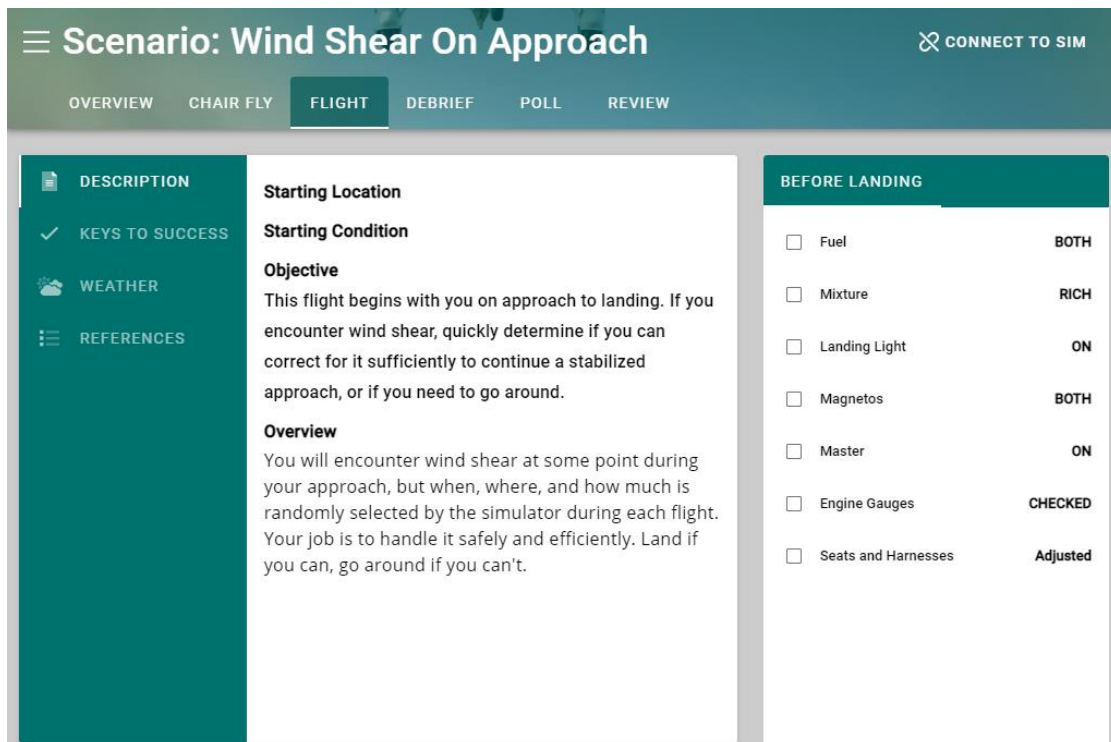 Scenario: Wind Shear On Approach
CONNECT TO SIM
OVERVIEW CHAIR FLY FLIGHT DEBRIEF POLL REVIEW
DESCRIPTION
KEYS TO SUCCESS
WEATHER
REFERENCES
Starting Location
Starting Condition
Objective
This flight begins with you on approach to landing. If you
encounter wind shear, quickly determine if you can
correct for it sufficiently to continue a stabilized
approach, or if you need to go around.
Overview
You will encounter wind shear at some point during
your approach, but when, where, and how much is
randomly selected by the simulator during each flight.
Your job is to handle it safely and efficiently. Land if
you can, go around if you can't.
BEFORE LANDING
Fuel BOTH
Mixture RICH
Landing Light ON
Magnetos BOTH
Master ON
Engine Gauges CHECKED
Seats and Harnesses Adjusted